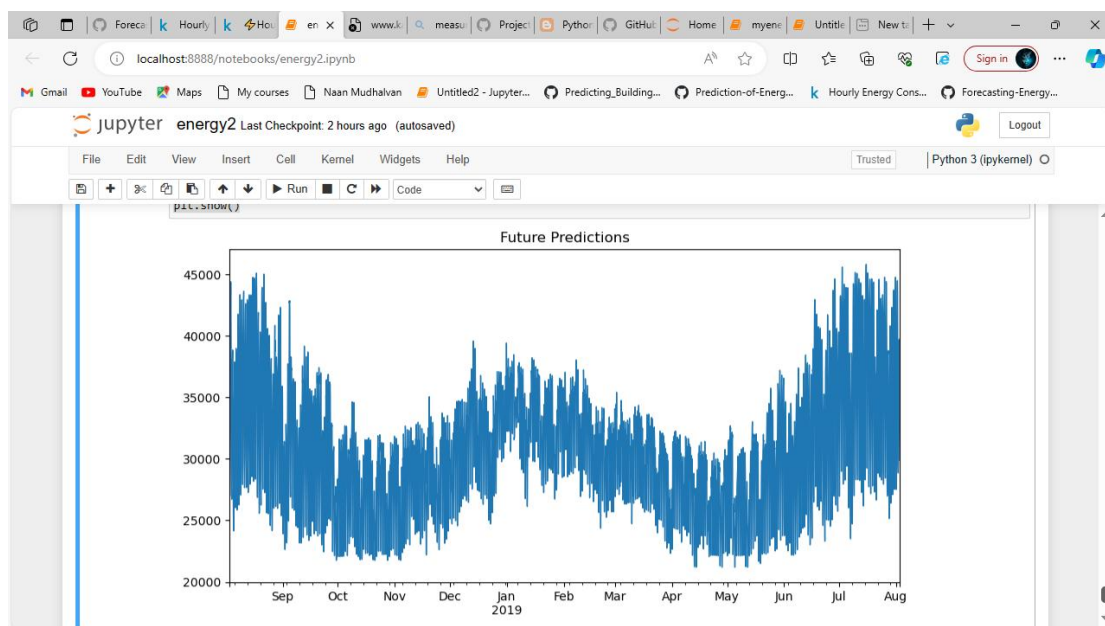 Foreca
Hourly
Hou
en
www.k
measu
Project
Pythor
GitHub
Home
myene
Untitle
New ta
localhost:8888/notebooks/energy2.ipynb
Sign in
Gmail YouTube Maps My courses Naan Mudhalvan Untitled2 - Jupyter... Predicting_Building... Prediction-of-Energ... Hourly Energy Cons... Forecasting-Energy...
jupyter energy2 Last Checkpoint: 2 hours ago (autosaved) Logout
File Edit View Insert Cell Kernel Widgets Help Trusted Python 3 (ipykernel)
Run Code
plt.show()
Future Predictions
45000
40000
35000
30000
25000
20000
Sep Oct Nov Dec Jan Feb Mar Apr May Jun Jul Aug
2019